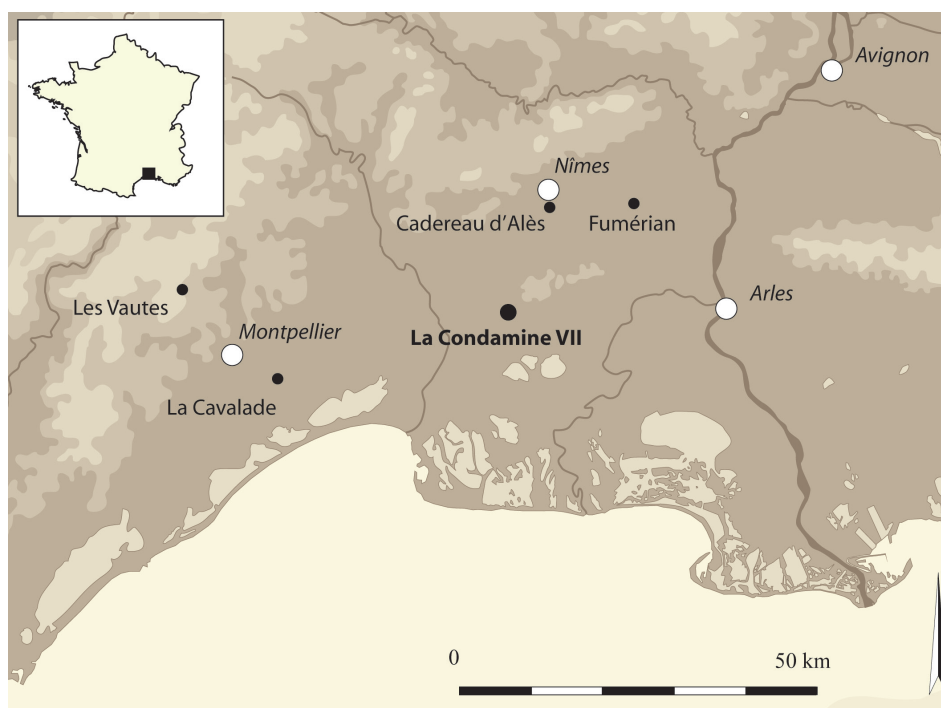 Avignon
Nîmes
Cadereau d'Alès
Fumérian
Les Vautes
Arles
Montpellier
La Condamine VII
La Cavalade
0
50 km